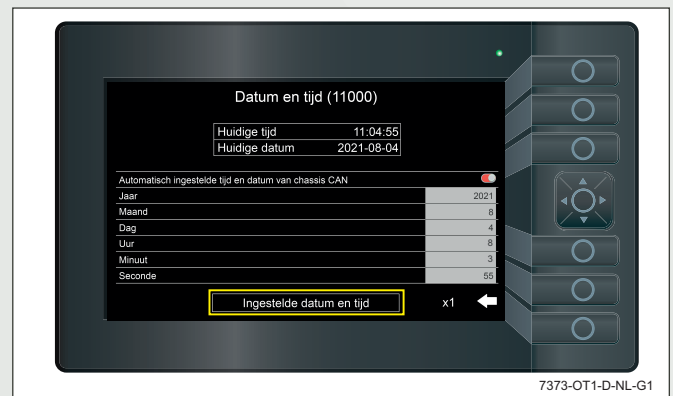 Datum en tijd (11000)
Huidige tijd 11:04:55
Huidige datum 2021-08-04
Automatisch ingestelde tijd en datum van chassis CAN
Jaar 2021
Maand 8
Dag 4
Uur 8
Minuut 3
Seconde 55
Ingestelde datum en tijd x1
7373-OT1-D-NL-G1